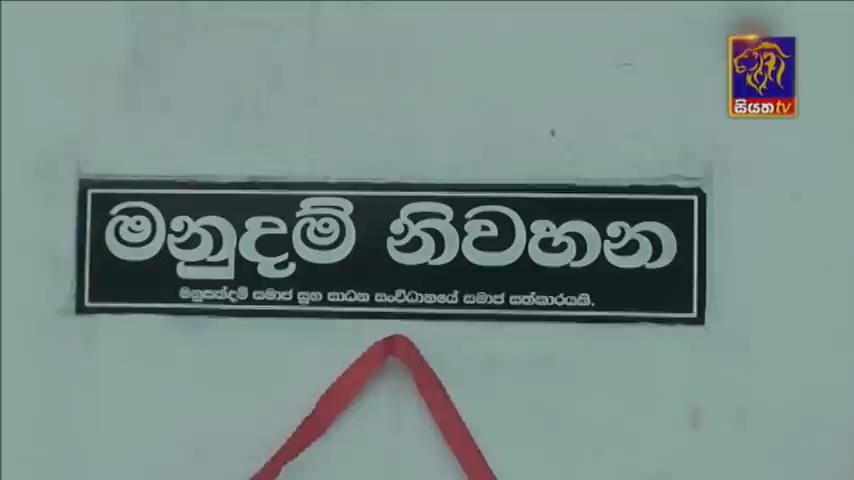 සියත tv
මනුදම් නිවහන
මනුසත්දම් සමාජ සුභ සාධන සංවිධානයේ සමාජ සත්කාරයකි.